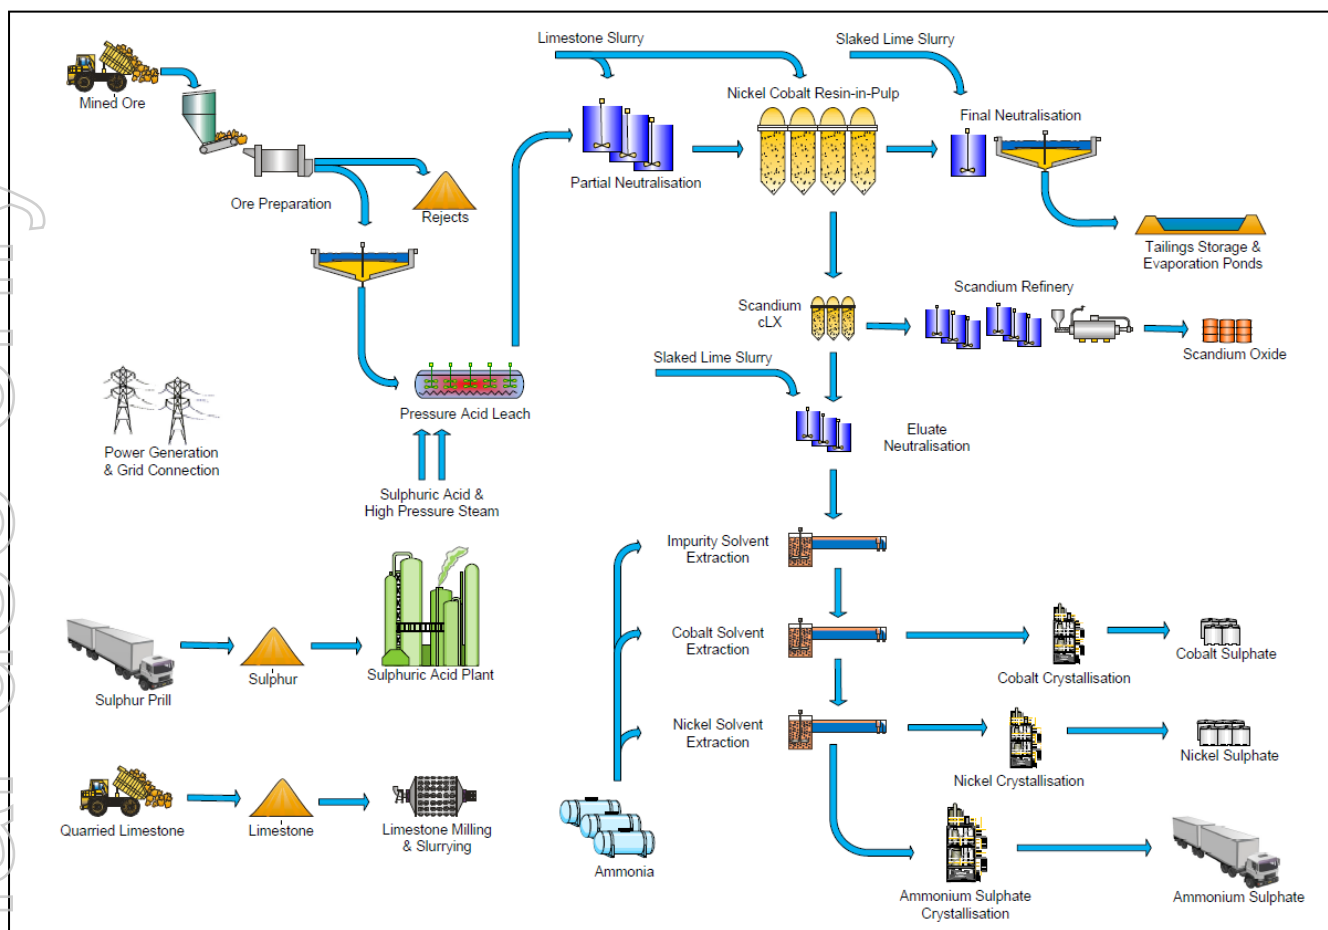 Limestone Slurry
Slaked Lime Slurry
Mined Ore
Nickel Cobalt Resin-in-Pulp
Final Neutralisation
Partial Neutralisation
Ore Preparation
Rejects
Tailings Storage &
Evaporation Ponds
Scandium
cLX
Scandium Refinery
Scandium Oxide
Slaked Lime Slurry
Pressure Acid Leach
Eluate
Neutralisation
Power Generation
& Grid Connection
Sulphuric Acid &
High Pressure Steam
Impurity Solvent
Extraction
Cobalt Solvent
Extraction
Cobalt Crystallisation
Cobalt Sulphate
Sulphur Prill
Sulphur
Sulphuric Acid Plant
Nickel Solvent
Extraction
Nickel Crystallisation
Nickel Sulphate
Quarried Limestone
Limestone
Limestone Milling
& Slurrying
Ammonia
Ammonium Sulphate
Crystallisation
Ammonium Sulphate